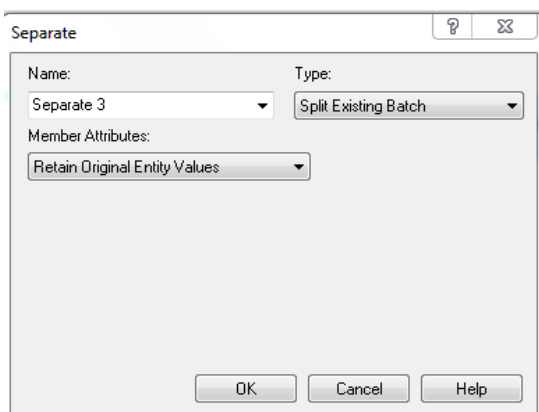 Separate
Name: Type:
Separate 3 Split Existing Batch
Member Attributes:
Retain Original Entity Values
OK Cancel Help